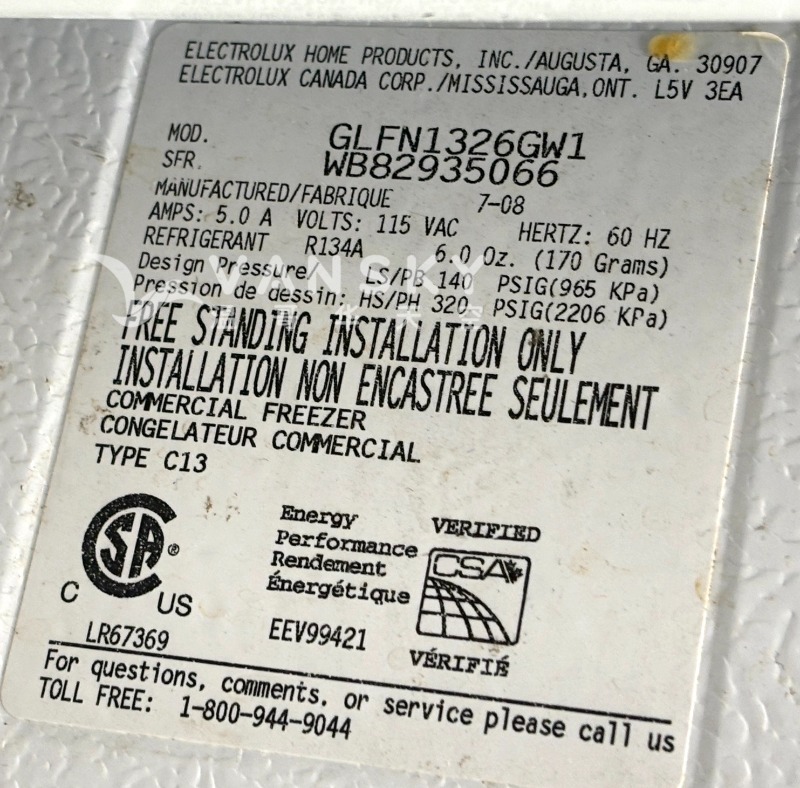 ELECTROLUX HOME PRODUCTS, INC./AUGUSTA, GA. 30907
ELECTROLUX CANADA CORP./MISSISSAUGA,ONT. L5V 3EA
MOD. GLFN1326GW1
SFR. WB82935066
MANUFACTURED/FABRIQUE 7-08
AMPS: 5.0 A VOLTS: 115 VAC HERTZ: 60 HZ
REFRIGERANT R134A 6.0 Oz. (170 Grams)
Design Pressure/ LS/PB 140 PSIG(965 KPa)
Pression de dessin: HS/PH 320 PSIG(2206 KPa)
VANSKY
FREE STANDING INSTALLATION ONLY
INSTALLATION NON ENCASTREE SEULEMENT
COMMERCIAL FREEZER
CONGELATEUR COMMERCIAL
TYPE C13
Energy
Performance
Rendement
Énergétique
VERIFIED
CSA
VÉRIFIÉ
SA ®
C US
LR67369
EEV99421
For questions, comments, or service please call us
TOLL FREE: 1-800-944-9044